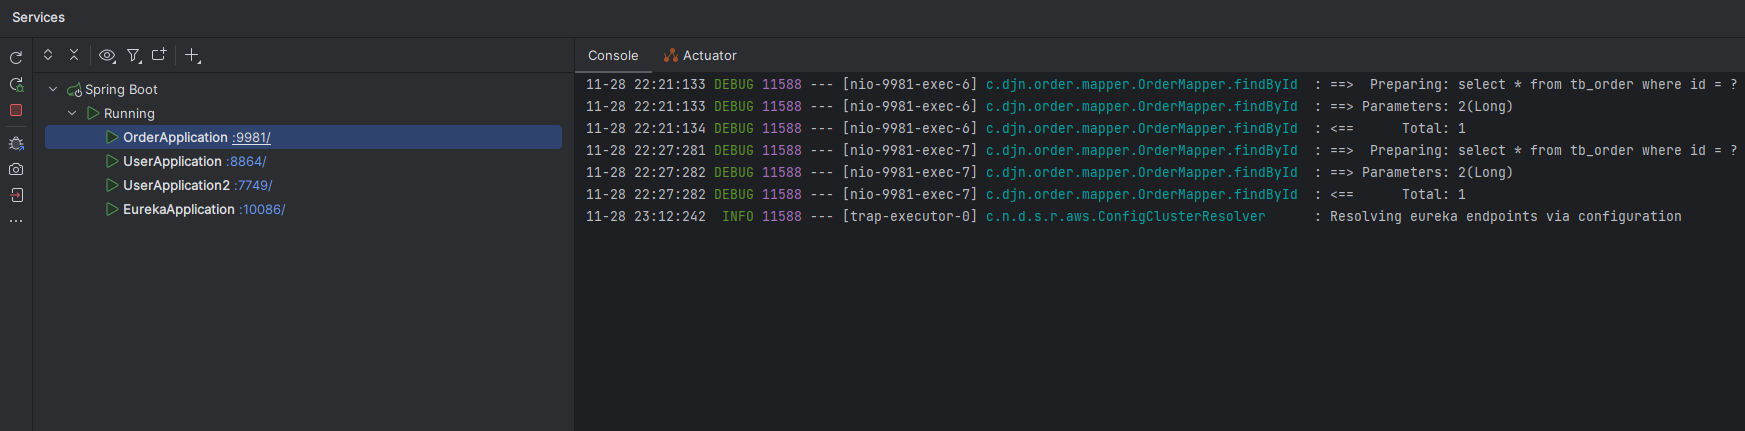 Services
Console Actuator
Spring Boot
Running
OrderApplication :9981/
UserApplication :8864/
UserApplication2 :7749/
EurekaApplication :10086/
11-28 22:21:133 DEBUG 11588 --- [nio-9981-exec-6] c.djn.order.mapper.OrderMapper.findById : ==> Preparing: select * from tb_order where id = ?
11-28 22:21:133 DEBUG 11588 --- [nio-9981-exec-6] c.djn.order.mapper.OrderMapper.findById : ==> Parameters: 2(Long)
11-28 22:21:134 DEBUG 11588 --- [nio-9981-exec-6] c.djn.order.mapper.OrderMapper.findById : <== Total: 1
11-28 22:27:281 DEBUG 11588 --- [nio-9981-exec-7] c.djn.order.mapper.OrderMapper.findById : ==> Preparing: select * from tb_order where id = ?
11-28 22:27:282 DEBUG 11588 --- [nio-9981-exec-7] c.djn.order.mapper.OrderMapper.findById : ==> Parameters: 2(Long)
11-28 22:27:282 DEBUG 11588 --- [nio-9981-exec-7] c.djn.order.mapper.OrderMapper.findById : <== Total: 1
11-28 23:12:242 INFO 11588 --- [trap-executor-0] c.n.d.s.r.aws.ConfigClusterResolver : Resolving eureka endpoints via configuration